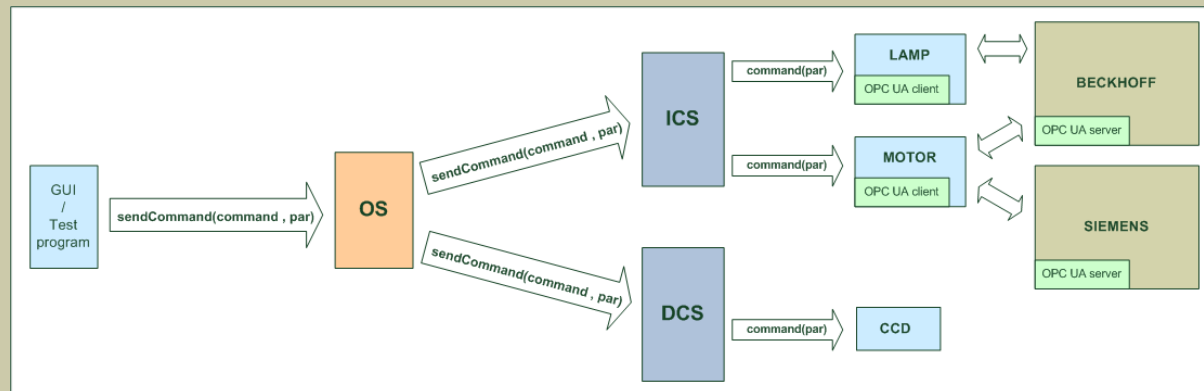 GUI
/
Test
program
sendCommand(command , par)
OS
sendCommand(command , par)
sendCommand(command , par)
ICS
DCS
command(par)
command(par)
command(par)
LAMP
OPC UA client
MOTOR
OPC UA client
CCD
BECKHOFF
OPC UA server
SIEMENS
OPC UA server